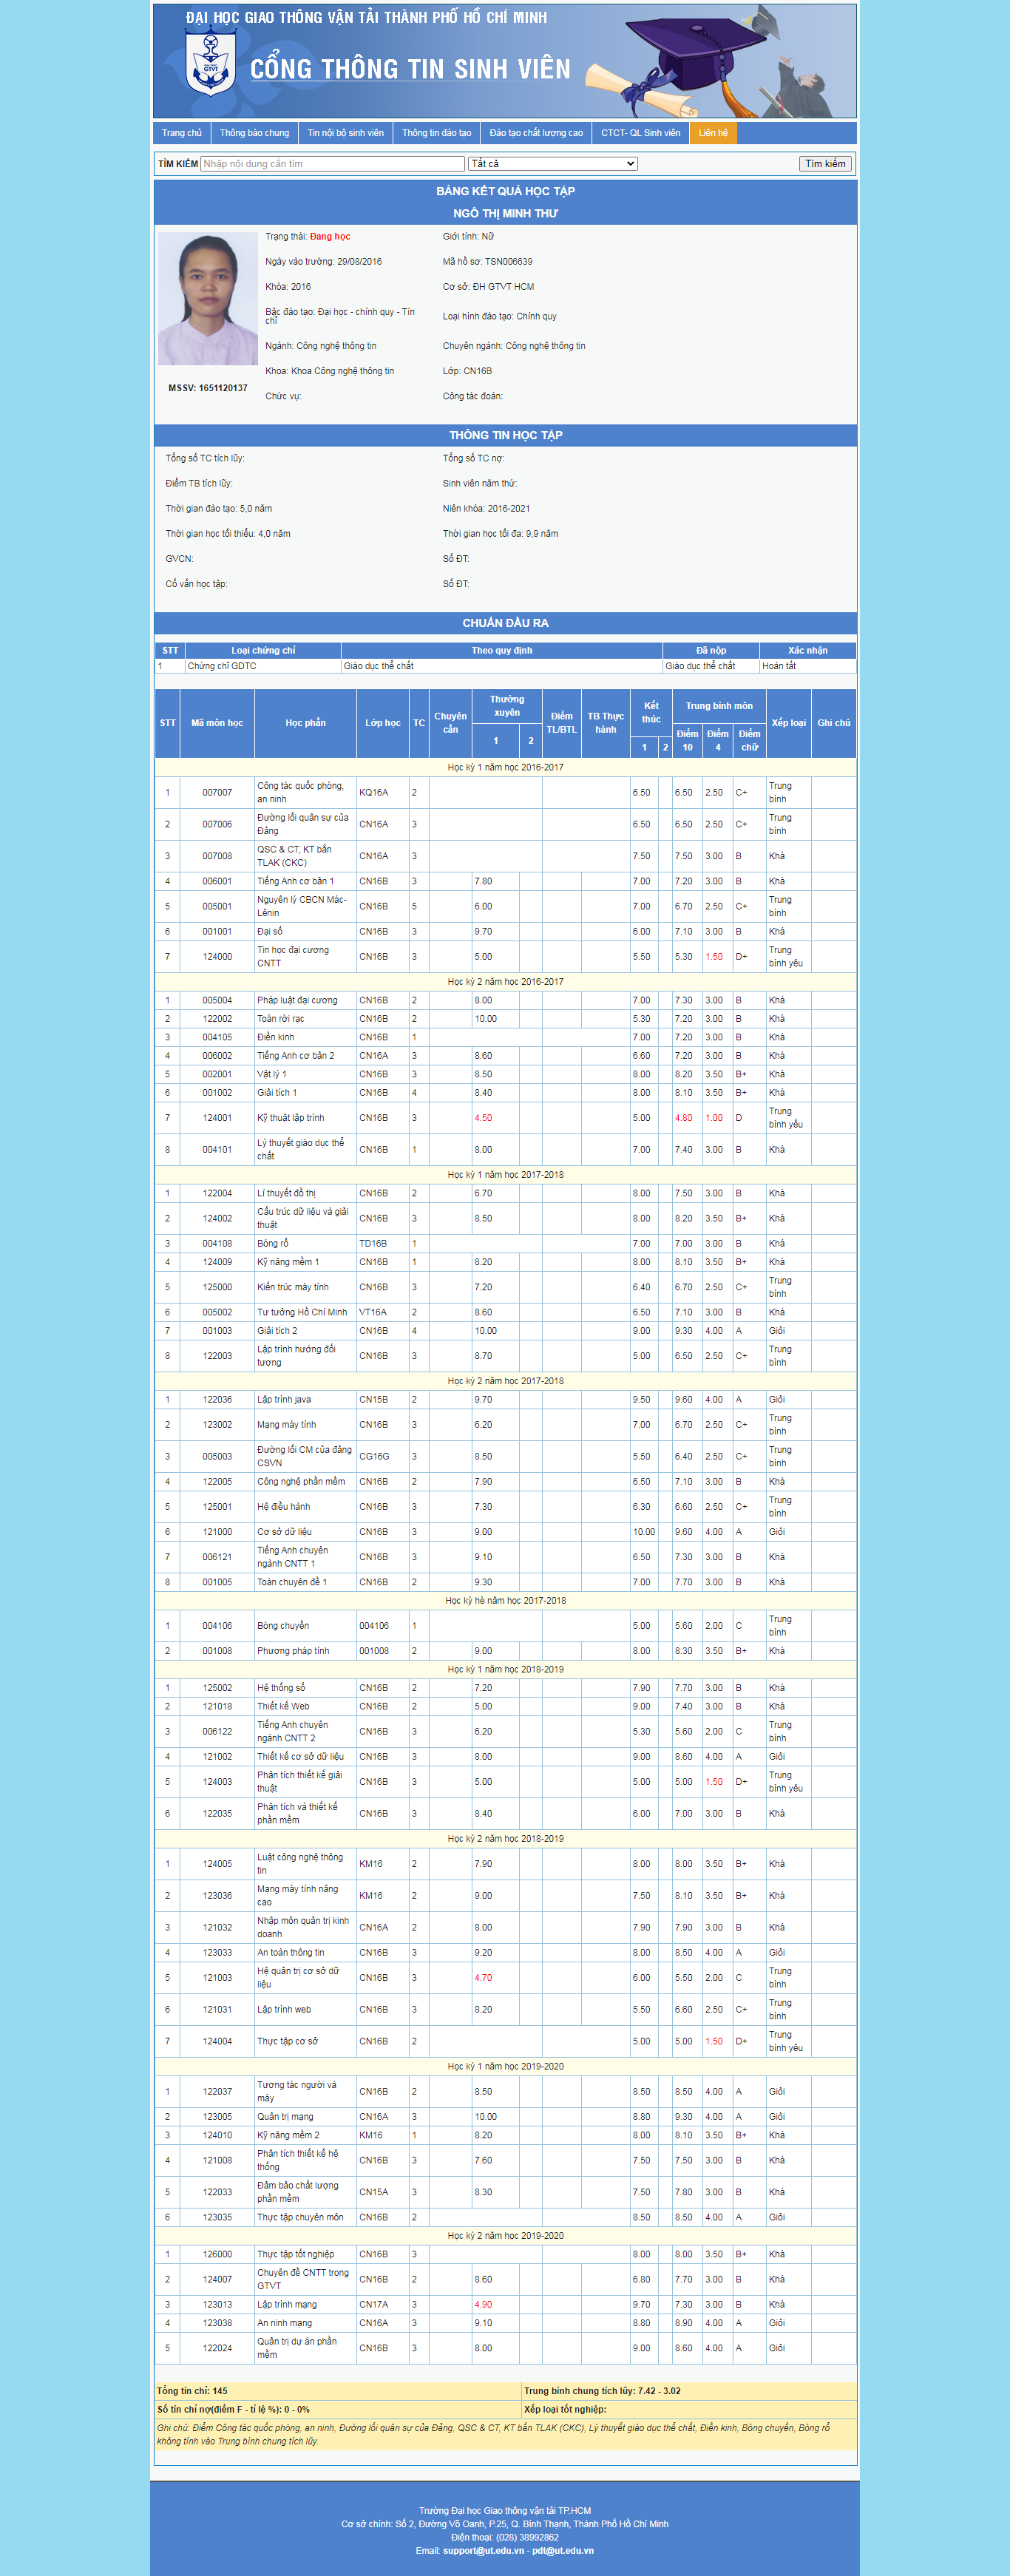 ĐẠI HỌC GIAO THÔNG VẬN TẢI THÀNH PHỐ HỒ CHÍ MINH
CỔNG THÔNG TIN SINH VIÊN
Trang chủ Thông báo chung Tin nội bộ sinh viên Thông tin đào tạo Đào tạo chất lượng cao CTCT- QL Sinh viên Liên hệ
TÌM KIẾM Nhập nội dung cần tìm Tất cả Tìm kiếm
BẢNG KẾT QUẢ HỌC TẬP
NGÔ THỊ MINH THƯ
Trạng thái: Đang học Giới tính: Nữ
Ngày vào trường: 29/08/2016 Mã hồ sơ: TSN006639
Khóa: 2016 Cơ sở: ĐH GTVT HCM
Bậc đào tạo: Đại học - chính quy - Tín chỉ Loại hình đào tạo: Chính quy
Ngành: Công nghệ thông tin Chuyên ngành: Công nghệ thông tin
Khoa: Khoa Công nghệ thông tin Lớp: CN16B
MSSV: 1651120137
Chức vụ: Công tác đoàn:
THÔNG TIN HỌC TẬP
Tổng số TC tích lũy: Tổng số TC nợ:
Điểm TB tích lũy: Sinh viên năm thứ:
Thời gian đào tạo: 5,0 năm Niên khóa: 2016-2021
Thời gian học tối thiểu: 4,0 năm Thời gian học tối đa: 9,9 năm
GVCN: Số ĐT:
Cố vấn học tập: Số ĐT:
CHUẨN ĐẦU RA
STT Loại chứng chỉ Theo quy định Đã nộp Xác nhận
1 Chứng chỉ GDTC Giáo dục thể chất Giáo dục thể chất Hoàn tất
STT Mã môn học Học phần Lớp học TC Chuyên cần Thường xuyên Điểm TL/BTL TB Thực hành Kết thúc Trung bình môn Xếp loại Ghi chú
1 2 1 2 Điểm 10 Điểm 4 Điểm chữ
Học kỳ 1 năm học 2016-2017
1 007007 Công tác quốc phòng, an ninh KQ16A 2 6.50 6.50 2.50 C+ Trung bình
2 007006 Đường lối quân sự của Đảng CN16A 3 6.50 6.50 2.50 C+ Trung bình
3 007008 QSC & CT, KT bắn TLAK (CKC) CN16A 3 7.50 7.50 3.00 B Khá
4 006001 Tiếng Anh cơ bản 1 CN16B 3 7.80 7.00 7.20 3.00 B Khá
5 005001 Nguyên lý CBCN Mác-Lênin CN16B 5 6.00 7.00 6.70 2.50 C+ Trung bình
6 001001 Đại số CN16B 3 9.70 6.00 7.10 3.00 B Khá
7 124000 Tin học đại cương CNTT CN16B 3 5.00 5.50 5.30 1.50 D+ Trung bình yếu
Học kỳ 2 năm học 2016-2017
1 005004 Pháp luật đại cương CN16B 2 8.00 7.00 7.30 3.00 B Khá
2 122002 Toán rời rạc CN16B 2 10.00 5.30 7.20 3.00 B Khá
3 004105 Điền kinh CN16B 1 7.00 7.20 3.00 B Khá
4 006002 Tiếng Anh cơ bản 2 CN16A 3 8.60 6.60 7.20 3.00 B Khá
5 002001 Vật lý 1 CN16B 3 8.50 8.00 8.20 3.50 B+ Khá
6 001002 Giải tích 1 CN16B 4 8.40 8.00 8.10 3.50 B+ Khá
7 124001 Kỹ thuật lập trình CN16B 3 4.50 5.00 4.80 1.00 D Trung bình yếu
8 004101 Lý thuyết giáo dục thể chất CN16B 1 8.00 7.00 7.40 3.00 B Khá
Học kỳ 1 năm học 2017-2018
1 122004 Lí thuyết đồ thị CN16B 2 6.70 8.00 7.50 3.00 B Khá
2 124002 Cấu trúc dữ liệu và giải thuật CN16B 3 8.50 8.00 8.20 3.50 B+ Khá
3 004108 Bóng rổ TD16B 1 7.00 7.00 3.00 B Khá
4 124009 Kỹ năng mềm 1 CN16B 1 8.20 8.00 8.10 3.50 B+ Khá
5 125000 Kiến trúc máy tính CN16B 3 7.20 6.40 6.70 2.50 C+ Trung bình
6 005002 Tư tưởng Hồ Chí Minh VT16A 2 8.60 6.50 7.10 3.00 B Khá
7 001003 Giải tích 2 CN16B 4 10.00 9.00 9.30 4.00 A Giỏi
8 122003 Lập trình hướng đối tượng CN16B 3 8.70 5.00 6.50 2.50 C+ Trung bình
Học kỳ 2 năm học 2017-2018
1 122036 Lập trình java CN15B 2 9.70 9.50 9.60 4.00 A Giỏi
2 123002 Mạng máy tính CN16B 3 6.20 7.00 6.70 2.50 C+ Trung bình
3 005003 Đường lối CM của đảng CSVN CG16G 3 8.50 5.50 6.40 2.50 C+ Trung bình
4 122005 Công nghệ phần mềm CN16B 2 7.90 6.50 7.10 3.00 B Khá
5 125001 Hệ điều hành CN16B 3 7.30 6.30 6.60 2.50 C+ Trung bình
6 121000 Cơ sở dữ liệu CN16B 3 9.00 10.00 9.60 4.00 A Giỏi
7 006121 Tiếng Anh chuyên ngành CNTT 1 CN16B 3 9.10 6.50 7.30 3.00 B Khá
8 001005 Toán chuyên đề 1 CN16B 2 9.30 7.00 7.70 3.00 B Khá
Học kỳ hè năm học 2017-2018
1 004106 Bóng chuyền 004106 1 5.00 5.60 2.00 C Trung bình
2 001008 Phương pháp tính 001008 2 9.00 8.00 8.30 3.50 B+ Khá
Học kỳ 1 năm học 2018-2019
1 125002 Hệ thống số CN16B 2 7.20 7.90 7.70 3.00 B Khá
2 121018 Thiết kế Web CN16B 2 5.00 9.00 7.40 3.00 B Khá
3 006122 Tiếng Anh chuyên ngành CNTT 2 CN16B 3 6.20 5.30 5.60 2.00 C Trung bình
4 121002 Thiết kế cơ sở dữ liệu CN16B 3 8.00 9.00 8.60 4.00 A Giỏi
5 124003 Phân tích thiết kế giải thuật CN16B 3 5.00 5.00 5.00 1.50 D+ Trung bình yếu
6 122035 Phân tích và thiết kế phần mềm CN16B 3 8.40 6.00 7.00 3.00 B Khá
Học kỳ 2 năm học 2018-2019
1 124005 Luật công nghệ thông tin KM16 2 7.90 8.00 8.00 3.50 B+ Khá
2 123036 Mạng máy tính nâng cao KM16 2 9.00 7.50 8.10 3.50 B+ Khá
3 121032 Nhập môn quản trị kinh doanh CN16A 2 8.00 7.90 7.90 3.00 B Khá
4 123033 An toàn thông tin CN16B 3 9.20 8.00 8.50 4.00 A Giỏi
5 121003 Hệ quản trị cơ sở dữ liệu CN16B 3 4.70 6.00 5.50 2.00 C Trung bình
6 121031 Lập trình web CN16B 3 8.20 5.50 6.60 2.50 C+ Trung bình
7 124004 Thực tập cơ sở CN16B 2 5.00 5.00 1.50 D+ Trung bình yếu
Học kỳ 1 năm học 2019-2020
1 122037 Tương tác người và máy CN16B 2 8.50 8.50 8.50 4.00 A Giỏi
2 123005 Quản trị mạng CN16A 3 10.00 8.80 9.30 4.00 A Giỏi
3 124010 Kỹ năng mềm 2 KM16 1 8.20 8.00 8.10 3.50 B+ Khá
4 121008 Phân tích thiết kế hệ thống CN16B 3 7.60 7.50 7.50 3.00 B Khá
5 122033 Đảm bảo chất lượng phần mềm CN15A 3 8.30 7.50 7.80 3.00 B Khá
6 123035 Thực tập chuyên môn CN16B 2 8.50 8.50 4.00 A Giỏi
Học kỳ 2 năm học 2019-2020
1 126000 Thực tập tốt nghiệp CN16B 3 8.00 8.00 3.50 B+ Khá
2 124007 Chuyên đề CNTT trong GTVT CN16B 2 8.60 6.80 7.70 3.00 B Khá
3 123013 Lập trình mạng CN17A 3 4.90 9.70 7.30 3.00 B Khá
4 123038 An ninh mạng CN16A 3 9.10 8.80 8.90 4.00 A Giỏi
5 122024 Quản trị dự án phần mềm CN16B 3 8.00 9.00 8.60 4.00 A Giỏi
Tổng tín chỉ: 145 Trung bình chung tích lũy: 7.42 - 3.02
Số tín chỉ nợ(điểm F - tỉ lệ %): 0 - 0% Xếp loại tốt nghiệp:
Ghi chú: Điểm Công tác quốc phòng, an ninh, Đường lối quân sự của Đảng, QSC & CT, KT bắn TLAK (CKC), Lý thuyết giáo dục thể chất, Điền kinh, Bóng chuyền, Bóng rổ
không tính vào Trung bình chung tích lũy.
Trường Đại học Giao thông vận tải TP.HCM
Cơ sở chính: Số 2, Đường Võ Oanh, P.25, Q. Bình Thạnh, Thành Phố Hồ Chí Minh
Điện thoại: (028) 38992862
Email: support@ut.edu.vn - pdt@ut.edu.vn